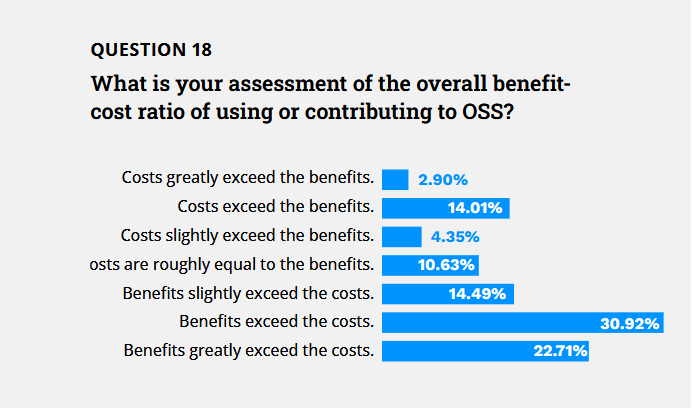 QUESTION 18
What is your assessment of the overall benefit-
cost ratio of using or contributing to OSS?
Costs greatly exceed the benefits. 2.90%
Costs exceed the benefits. 14.01%
Costs slightly exceed the benefits. 4.35%
osts are roughly equal to the benefits. 10.63%
Benefits slightly exceed the costs. 14.49%
Benefits exceed the costs. 30.92%
Benefits greatly exceed the costs. 22.71%